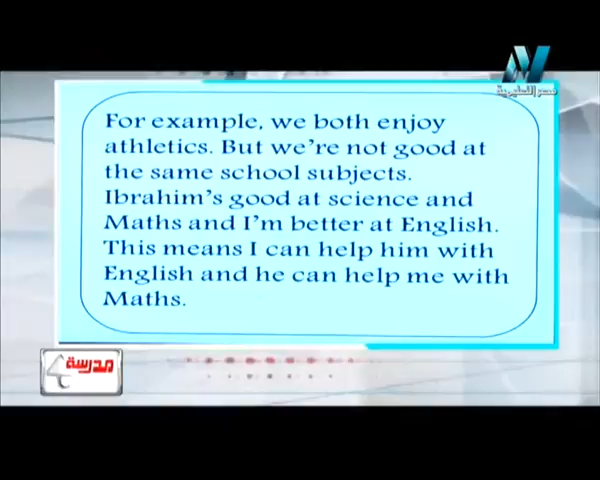 مصر التعليمية
For example, we both enjoy
athletics. But we're not good at
the same school subjects.
Ibrahim's good at science and
Maths and I'm better at English.
This means I can help him with
English and he can help me with
Maths.
مدرسة